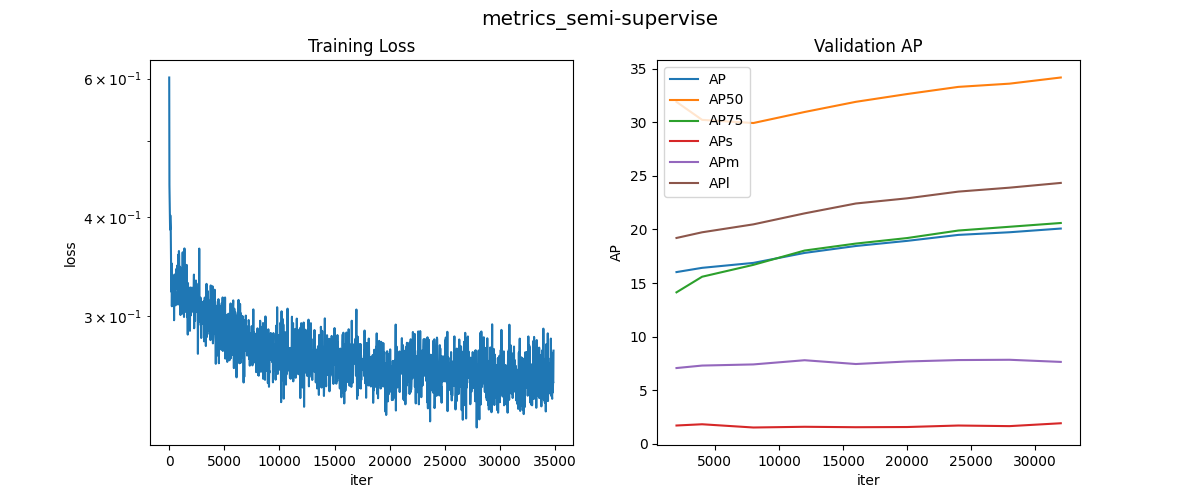 metrics_semi-supervise
Training Loss
6 × 10⁻¹
4 × 10⁻¹
3 × 10⁻¹
loss
0 5000 10000 15000 20000 25000 30000 35000
iter
Validation AP
35
30
25
20
15
10
5
0
AP
AP
AP50
AP75
APs
APm
APl
5000 10000 15000 20000 25000 30000
iter